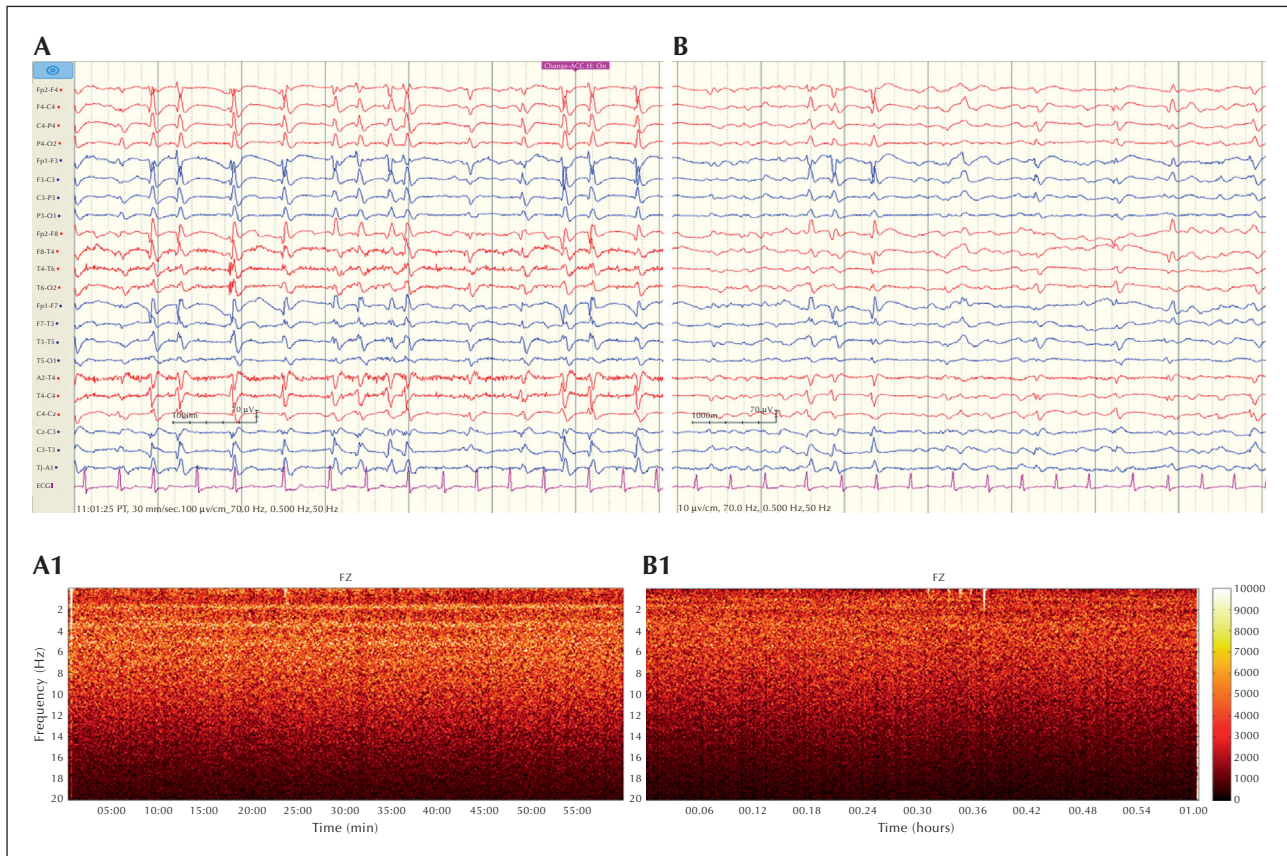 A
B
Change-ACC H: On
Fp2-F4
F4-C4
C4-P4
P4-O2
Fp1-F3
F3-C3
C3-P3
P3-O1
Fp2-F8
F8-T4
T4-T6
T6-O2
Fp1-F7
F7-T3
T3-T5
T5-O1
A2-T4
T4-C4
C4-Cz
Cz-C3
C3-T3
TJ-A1
ECG
1000m 70 µV
1000m 70 µV
11:01:25 PT, 30 mm/sec.100 µv/cm_70.0 Hz, 0.500 Hz,50 Hz
10 µv/cm, 70.0 Hz, 0.500 Hz,50 Hz
A1
FZ
Frequency (Hz)
2
4
6
8
10
12
14
16
18
20
05:00 10:00 15:00 20:00 25:00 30:00 35:00 40:00 45:00 50:00 55:00
Time (min)
B1
FZ
2
4
6
8
10
12
14
16
18
20
00.06 00.12 00.18 00.24 00.30 00.36 00.42 00.48 00.54 01.00
Time (hours)
10000
9000
8000
7000
6000
5000
4000
3000
2000
1000
0